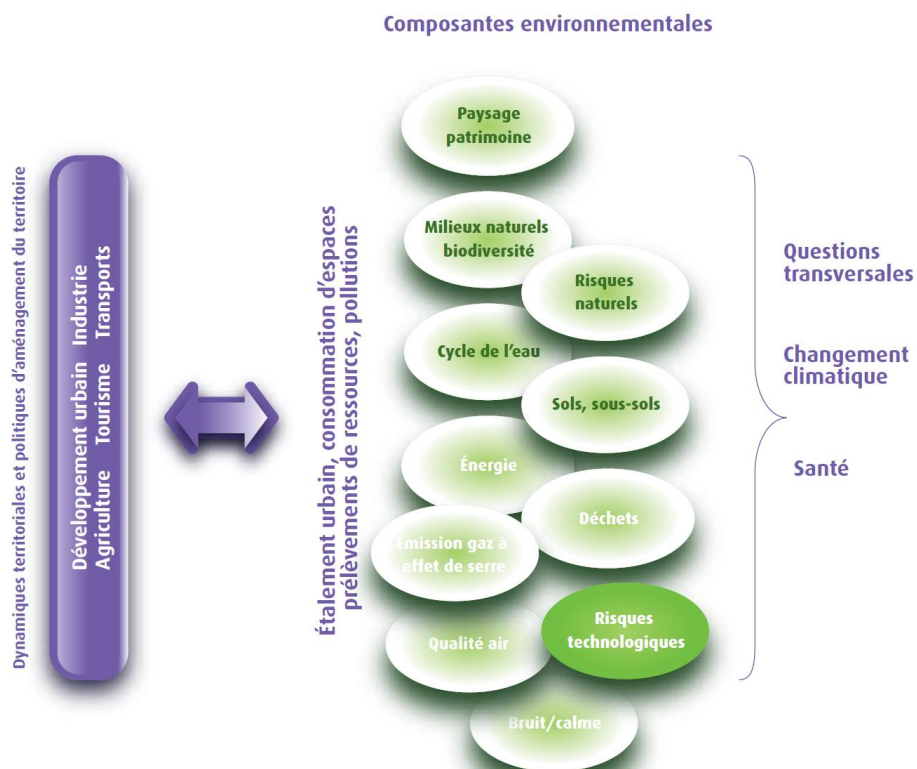 Composantes environnementales
Dynamiques territoriales et politiques d'aménagement du territoire
Développement urbain Industrie
Agriculture Tourisme Transports
Étalement urbain, consommation d'espaces
prélèvements de ressources, pollutions
Paysage
patrimoine
Milieux naturels
biodiversité
Risques
naturels
Cycle de l'eau
Sols, sous-sols
Énergie
Déchets
Emission gaz à
effet de serre
Risques
technologiques
Qualité air
Bruit/calme
Questions
transversales
Changement
climatique
Santé